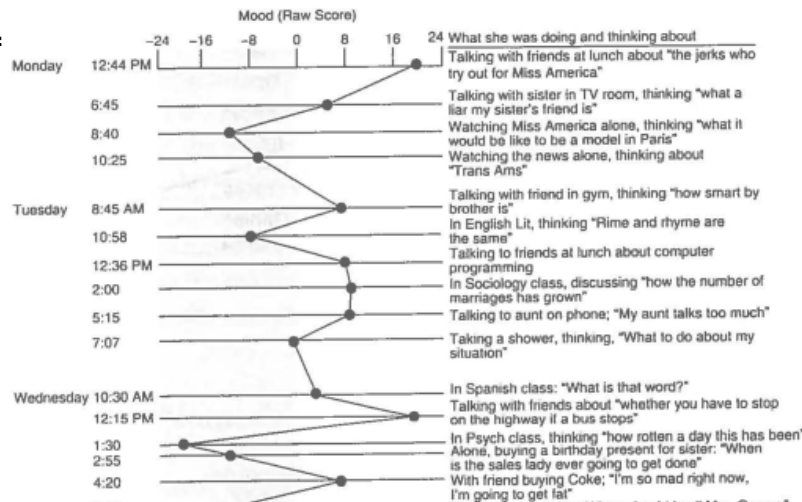 Mood (Raw Score)
-24 -16 -8 0 8 16 24
What she was doing and thinking about
Monday 12:44 PM Talking with friends at lunch about "the jerks who
try out for Miss America"
6:45 Talking with sister in TV room, thinking "what a
liar my sister's friend is"
8:40 Watching Miss America alone, thinking "what it
would be like to be a model in Paris"
10:25 Watching the news alone, thinking about
"Trans Ams"
Tuesday 8:45 AM Talking with friend in gym, thinking "how smart by
brother is"
10:58 In English Lit, thinking "Rime and rhyme are
the same"
12:36 PM Talking to friends at lunch about computer
programming
2:00 In Sociology class, discussing "how the number of
marriages has grown"
5:15 Talking to aunt on phone; "My aunt talks too much"
7:07 Taking a shower, thinking, "What to do about my
situation"
Wednesday 10:30 AM In Spanish class: "What is that word?"
12:15 PM Talking with friends about "whether you have to stop
on the highway if a bus stops"
1:30 In Psych class, thinking "how rotten a day this has been"
2:55 Alone, buying a birthday present for sister: "When
is the sales lady ever going to get done"
4:20 With friend buying Coke; "I'm so mad right now,
I'm going to get fat"